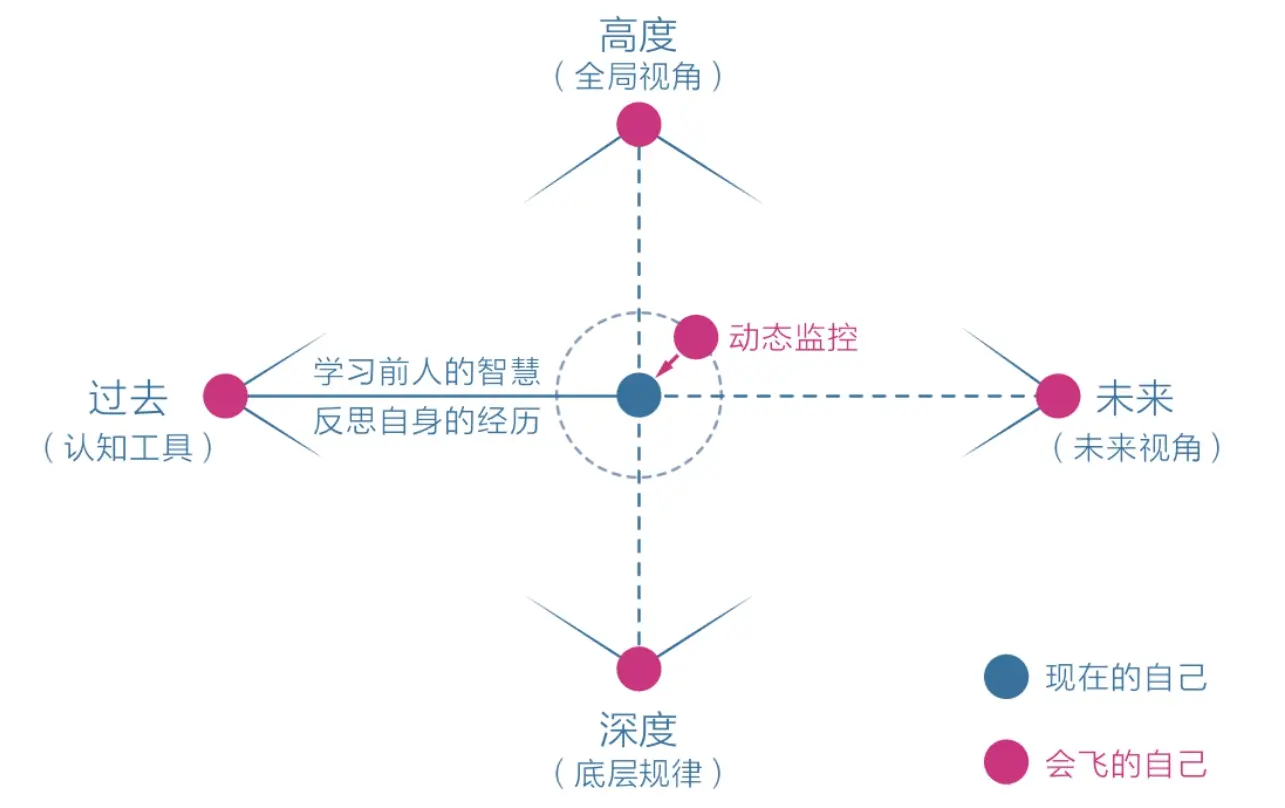 高度
（全局视角）
动态监控
学习前人的智慧
过去
未来
反思自身的经历
（认知工具）
（未来视角）
现在的自己
深度
会飞的自己
（底层规律）